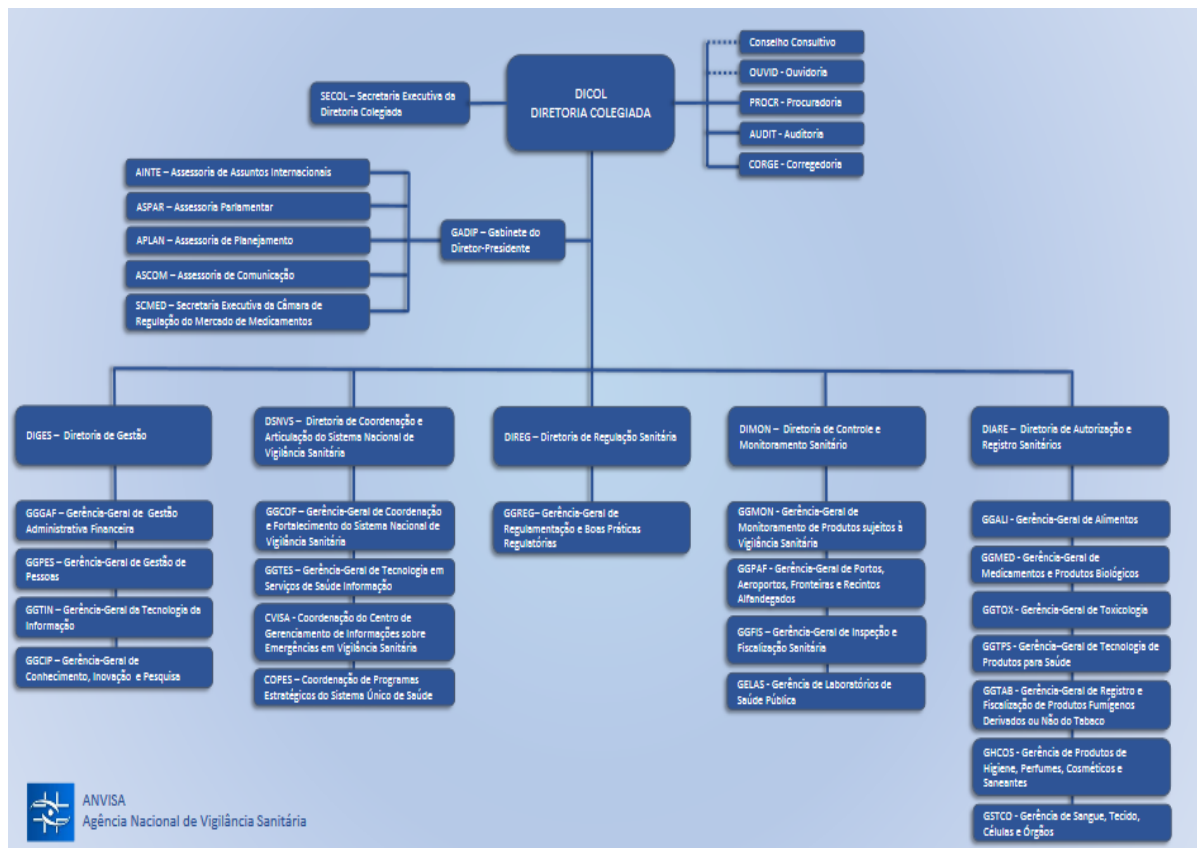 DICOL
DIRETORIA COLEGIADA
SECOL – Secretaria Executiva da
Diretoria Colegiada
Conselho Consultivo
OUVID - Ouvidoria
PROCR - Procuradoria
AUDIT - Auditoria
CORGE - Corregedoria
AINTE – Assessoria de Assuntos Internacionais
ASPAR – Assessoria Parlamentar
APLAN – Assessoria de Planejamento
ASCOM – Assessoria de Comunicação
SCMED – Secretaria Executiva da Câmara de
Regulação do Mercado de Medicamentos
GADIP – Gabinete do
Diretor-Presidente
DIGES – Diretoria de Gestão
GGGAF – Gerência-Geral de Gestão
Administrativa Financeira
GGPES – Gerência-Geral de Gestão de
Pessoas
GGTIN – Gerência-Geral da Tecnologia da
Informação
GGCIP – Gerência-Geral de
Conhecimento, Inovação e Pesquisa
DSNVS – Diretoria de Coordenação e
Articulação do Sistema Nacional de
Vigilância Sanitária
GGCOF – Gerência-Geral de Coordenação
e Fortalecimento do Sistema Nacional de
Vigilância Sanitária
GGTES – Gerência-Geral de Tecnologia em
Serviços de Saúde Informação
CVISA - Coordenação do Centro de
Gerenciamento de Informações sobre
Emergências em Vigilância Sanitária
COPES – Coordenação de Programas
Estratégicos do Sistema Único de Saúde
DIREG – Diretoria de Regulação Sanitária
GGREG– Gerência-Geral de
Regulamentação e Boas Práticas
Regulatórias
DIMON – Diretoria de Controle e
Monitoramento Sanitário
GGMON - Gerência-Geral de
Monitoramento de Produtos sujeitos à
Vigilância Sanitária
GGPAF - Gerência-Geral de Portos,
Aeroportos, Fronteiras e Recintos
Alfandegados
GGFIS – Gerência-Geral de Inspeção e
Fiscalização Sanitária
GELAS - Gerência de Laboratórios de
Saúde Pública
DIARE – Diretoria de Autorização e
Registro Sanitários
GGALI - Gerência-Geral de Alimentos
GGMED - Gerência-Geral de
Medicamentos e Produtos Biológicos
GGTOX - Gerência-Geral de Toxicologia
GGTPS - Gerência–Geral de Tecnologia de
Produtos para Saúde
GGTAB - Gerência-Geral de Registro e
Fiscalização de Produtos Fumígenos
Derivados ou Não do Tabaco
GHCOS - Gerência de Produtos de
Higiene, Perfumes, Cosméticos e
Saneantes
GSTCO - Gerência de Sangue, Tecido,
Células e Órgãos
ANVISA
Agência Nacional de Vigilância Sanitária